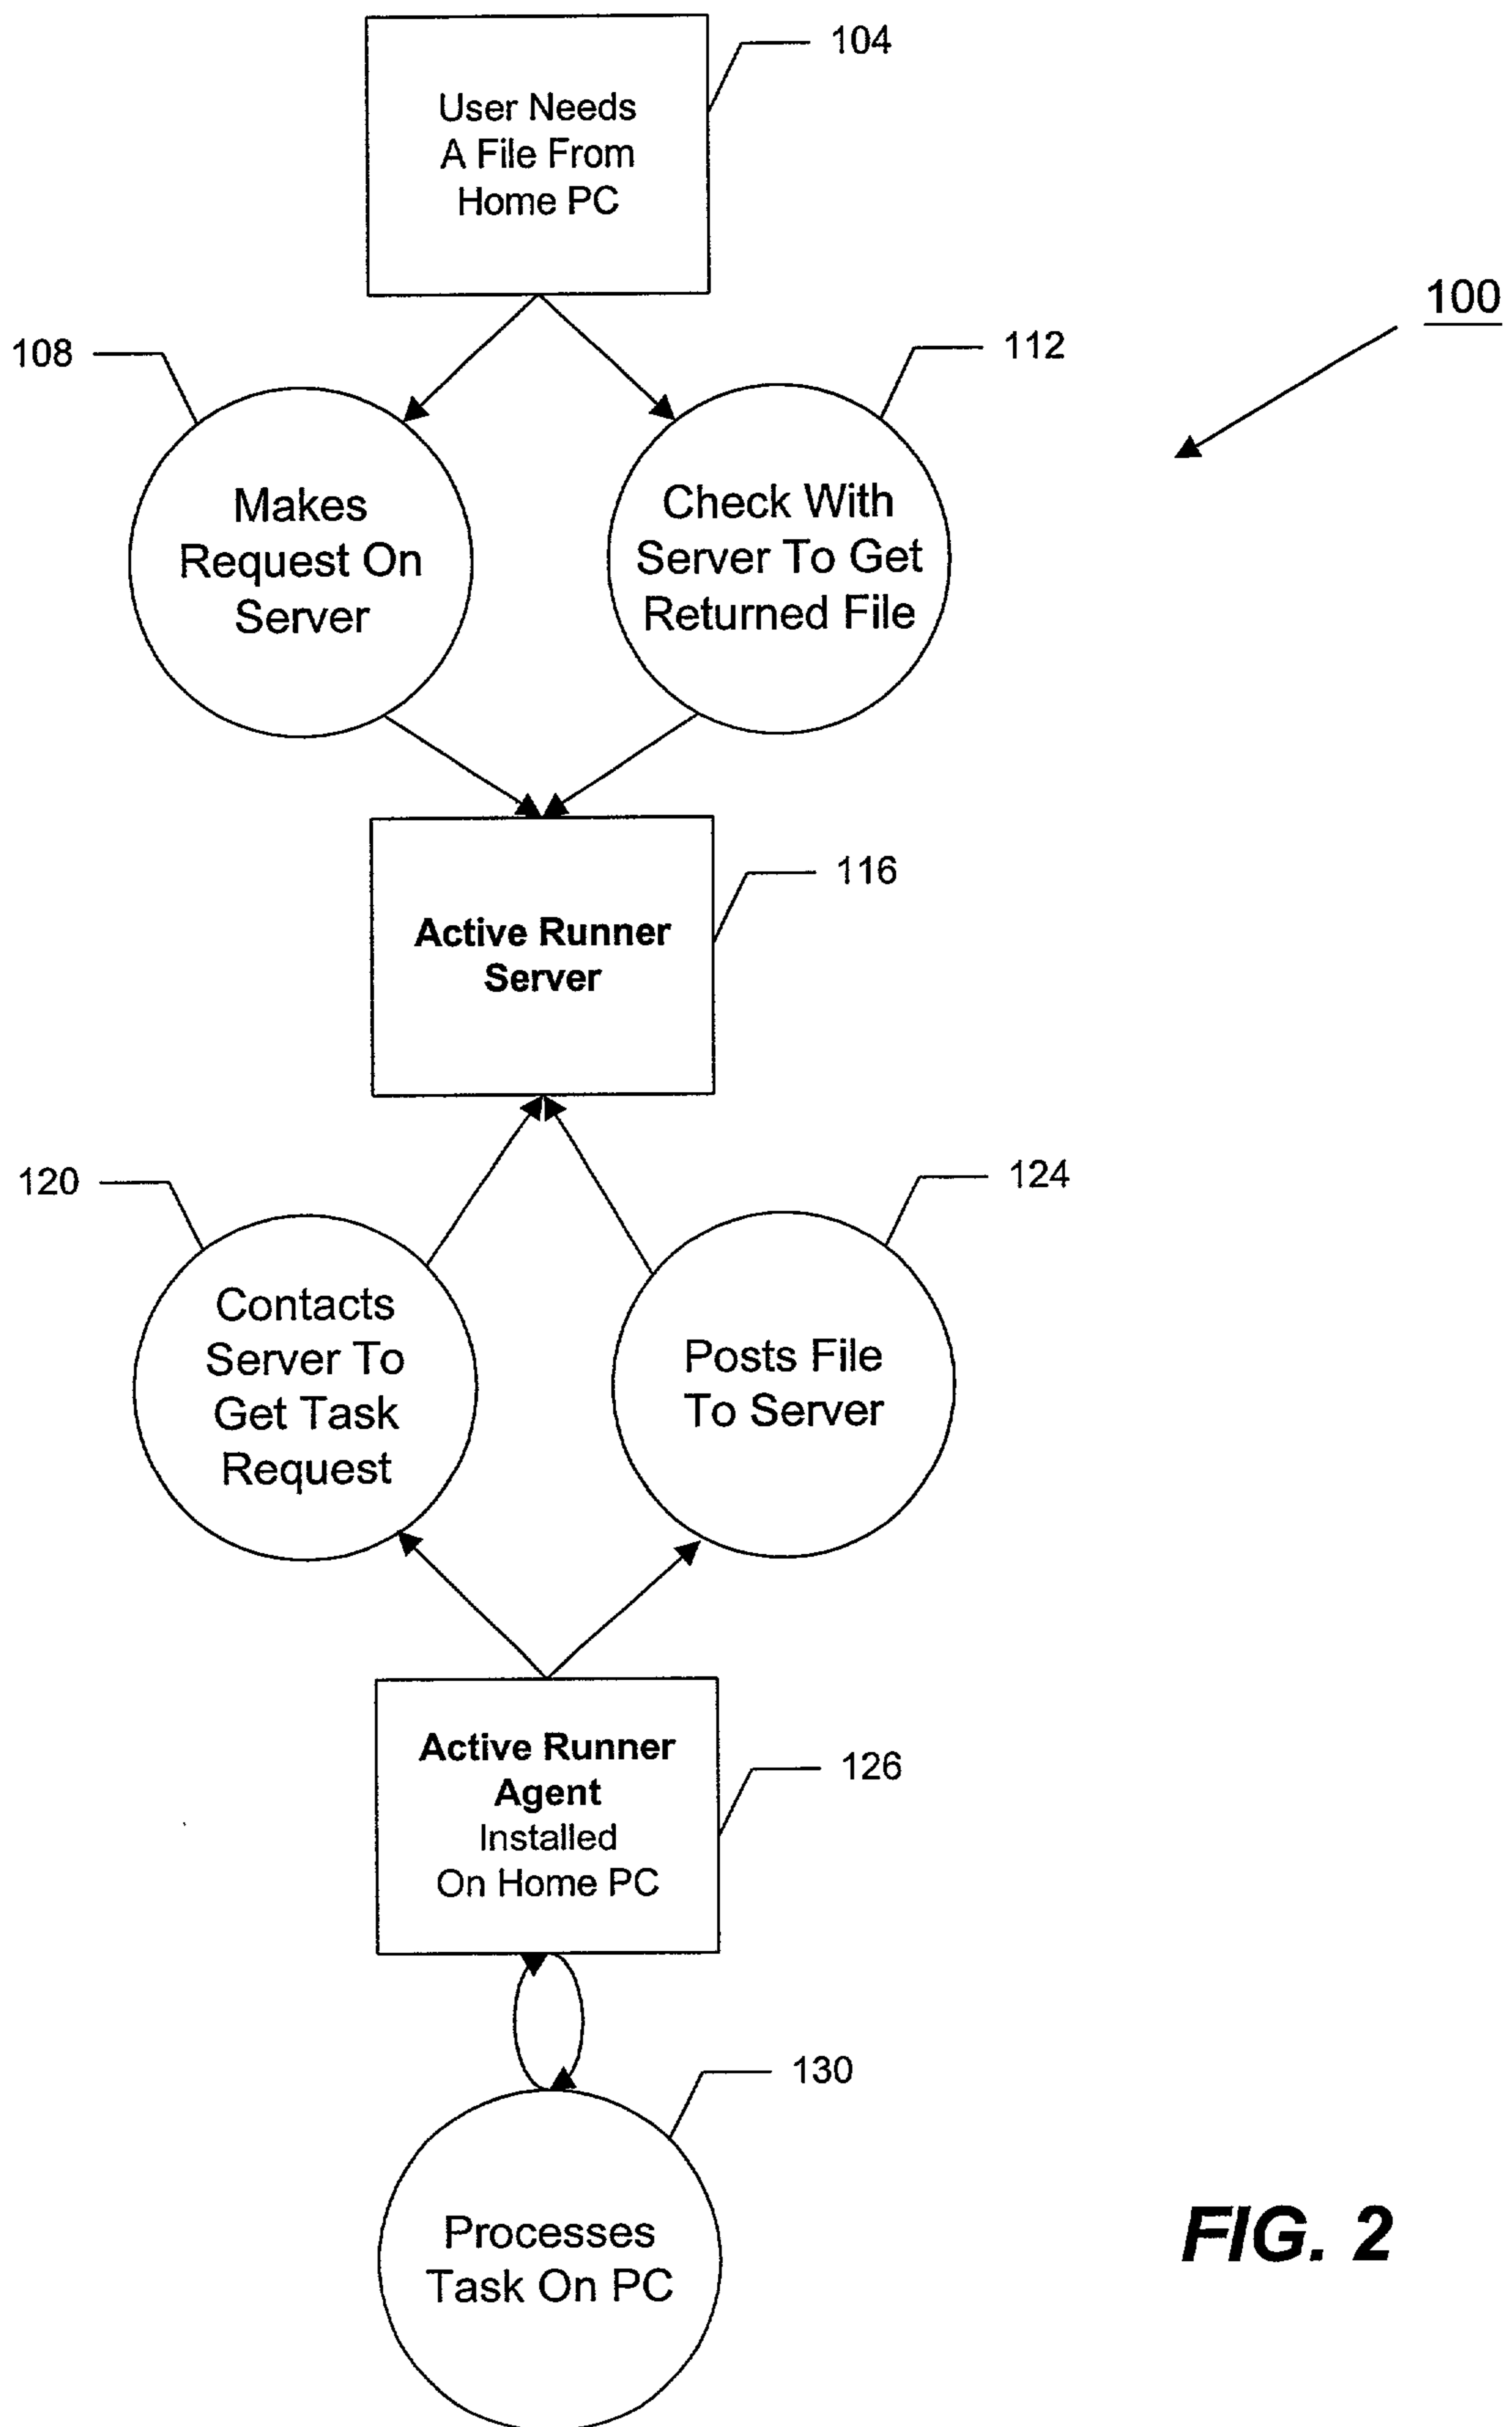 104
User Needs
A File From
Home PC
100
108
112
Makes
Request On
Server
Check With
Server To Get
Returned File
116
Active Runner
Server
120
124
Contacts
Server To
Get Task
Request
Posts File
To Server
Active Runner
Agent
Installed
On Home PC
126
130
Processes
Task On PC
FIG. 2